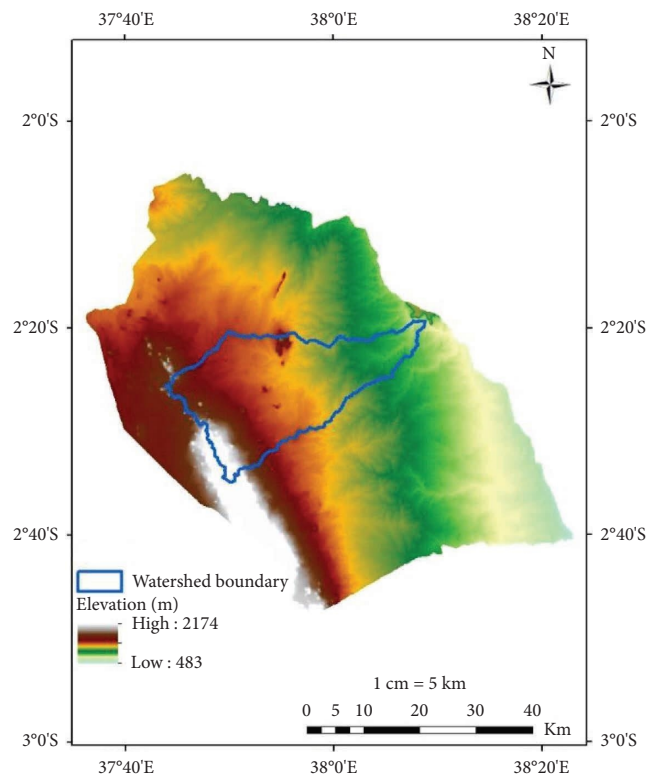 37°40'E 38°0'E 38°20'E
N
2°0'S 2°0'S
2°20'S 2°20'S
2°40'S 2°40'S
Watershed boundary
Elevation (m)
High : 2174
Low : 483
1 cm = 5 km
0 5 10 20 30 40
Km
3°0'S 3°0'S
37°40'E 38°0'E 38°20'E